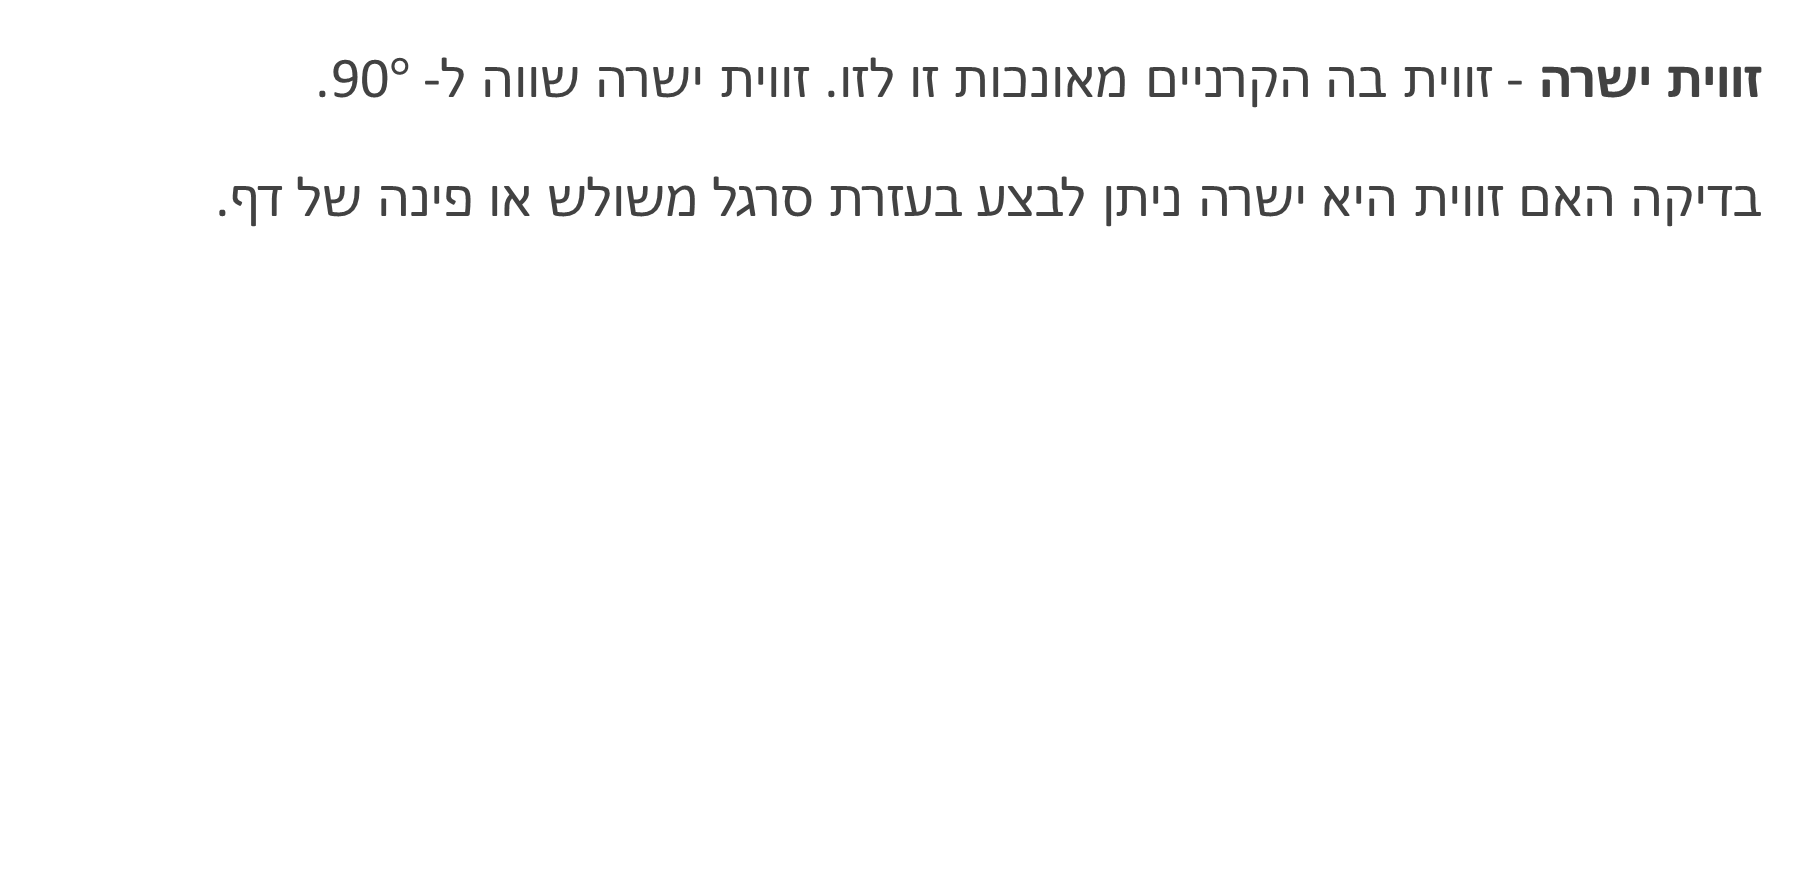 זווית ישרה - זווית בה הקרניים מאונכות זו לזו. זווית ישרה שווה ל- 90°.
בדיקה האם זווית היא ישרה ניתן לבצע בעזרת סרגל משולש או פינה של דף.